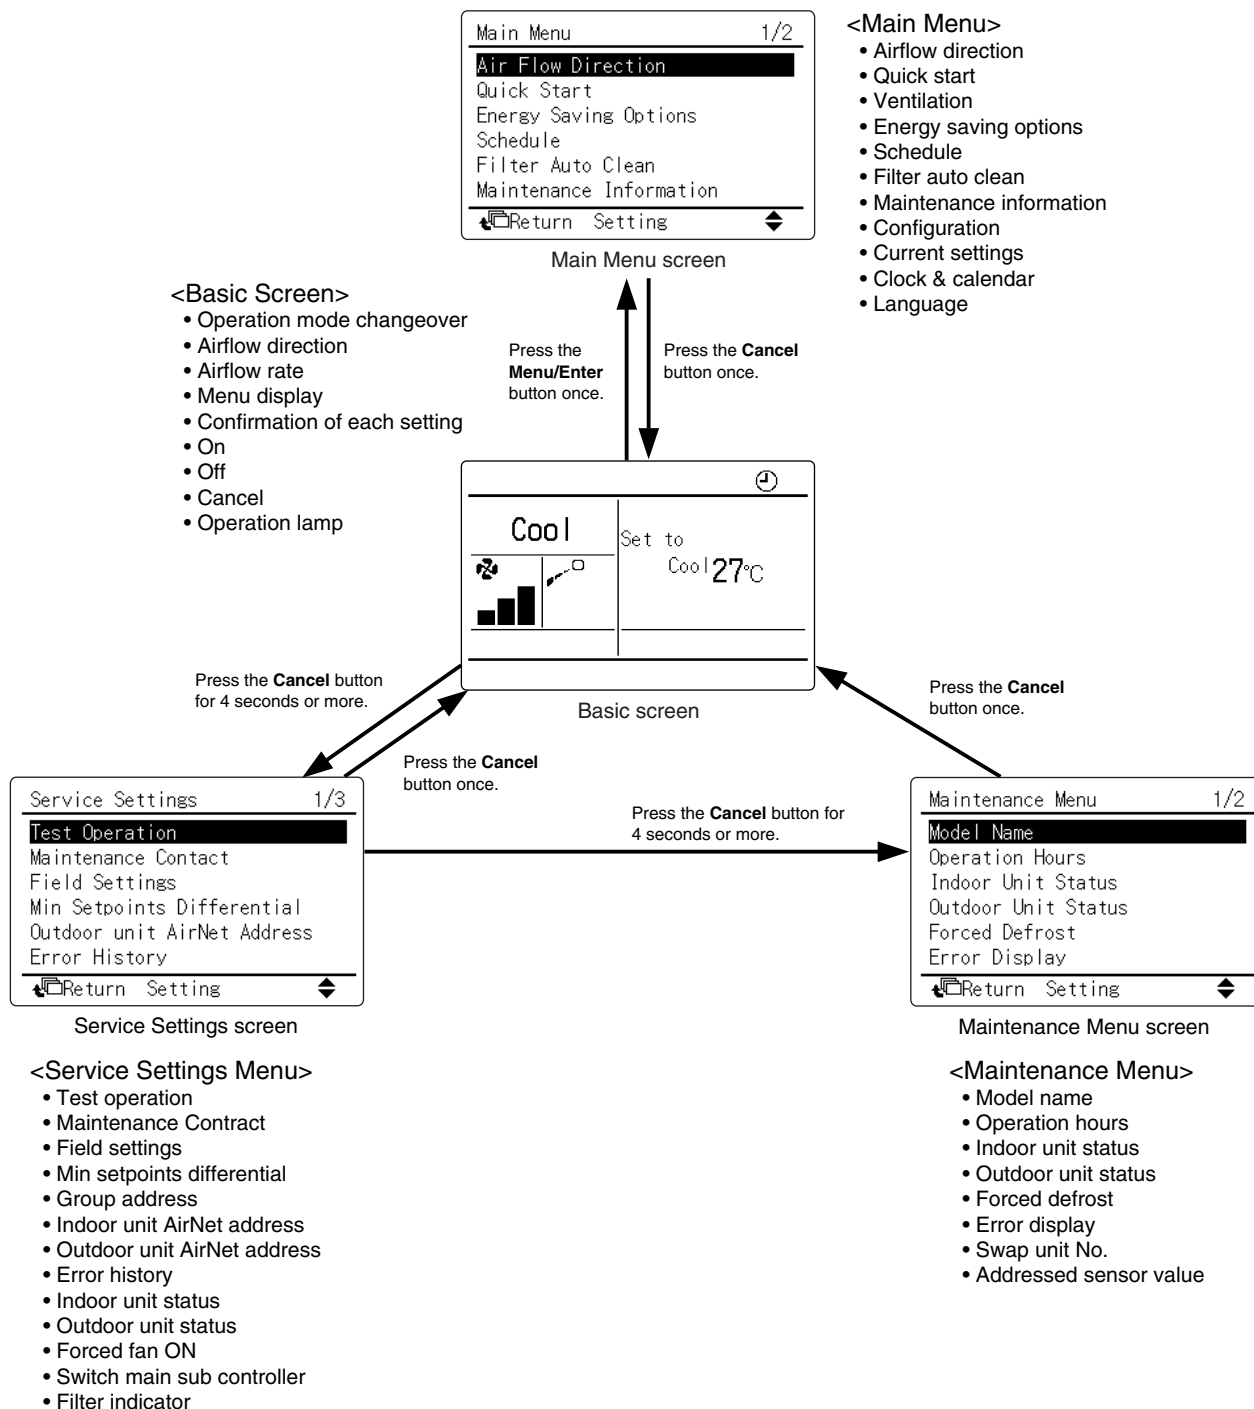 Main Menu 1/2
Air Flow Direction
Quick Start
Energy Saving Options
Schedule
Filter Auto Clean
Maintenance Information
Return Setting
Main Menu screen
<Main Menu>
• Airflow direction
• Quick start
• Ventilation
• Energy saving options
• Schedule
• Filter auto clean
• Maintenance information
• Configuration
• Current settings
• Clock & calendar
• Language
<Basic Screen>
• Operation mode changeover
• Airflow direction
• Airflow rate
• Menu display
• Confirmation of each setting
• On
• Off
• Cancel
• Operation lamp
Press the
Menu/Enter
button once.
Press the Cancel
button once.
Cool
Set to
Cool 27°C
Basic screen
Press the Cancel button
for 4 seconds or more.
Press the Cancel
button once.
Press the Cancel
button once.
Press the Cancel button for
4 seconds or more.
Service Settings 1/3
Test Operation
Maintenance Contact
Field Settings
Min Setpoints Differential
Outdoor unit AirNet Address
Error History
Return Setting
Service Settings screen
<Service Settings Menu>
• Test operation
• Maintenance Contract
• Field settings
• Min setpoints differential
• Group address
• Indoor unit AirNet address
• Outdoor unit AirNet address
• Error history
• Indoor unit status
• Outdoor unit status
• Forced fan ON
• Switch main sub controller
• Filter indicator
Maintenance Menu 1/2
Model Name
Operation Hours
Indoor Unit Status
Outdoor Unit Status
Forced Defrost
Error Display
Return Setting
Maintenance Menu screen
<Maintenance Menu>
• Model name
• Operation hours
• Indoor unit status
• Outdoor unit status
• Forced defrost
• Error display
• Swap unit No.
• Addressed sensor value